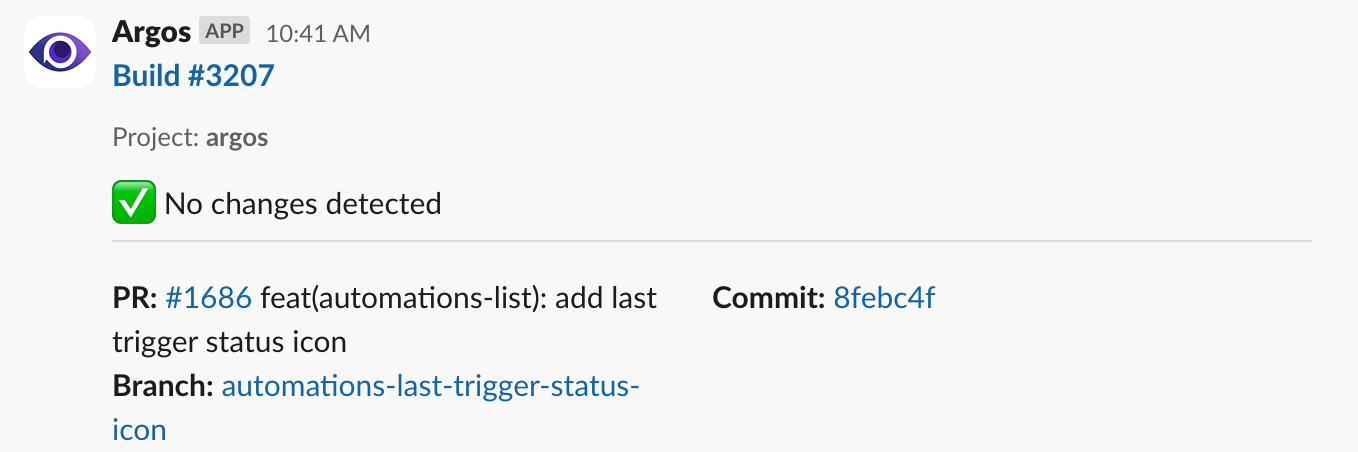 Argos APP 10:41 AM
Build #3207
Project: argos
No changes detected
PR: #1686 feat(automations-list): add last
trigger status icon
Branch: automations-last-trigger-status-
icon
Commit: 8febc4f